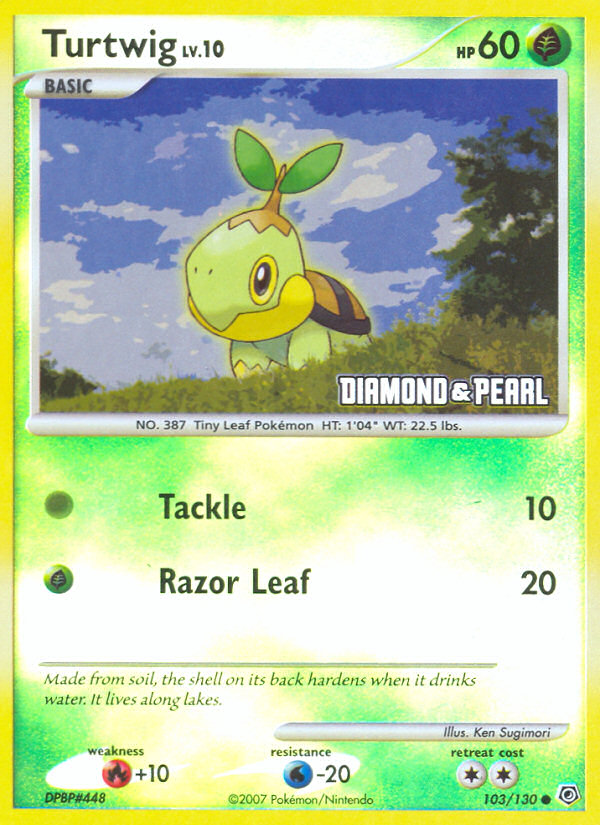 Turtwig LV.10
HP 60
BASIC
DIAMOND & PEARL
NO. 387 Tiny Leaf Pokémon HT: 1'04" WT: 22.5 lbs.
Tackle 10
Razor Leaf 20
Made from soil, the shell on its back hardens when it drinks
water. It lives along lakes.
Illus. Ken Sugimori
weakness resistance retreat cost
+10 -20
DPBP#448 ©2007 Pokémon/Nintendo 103/130